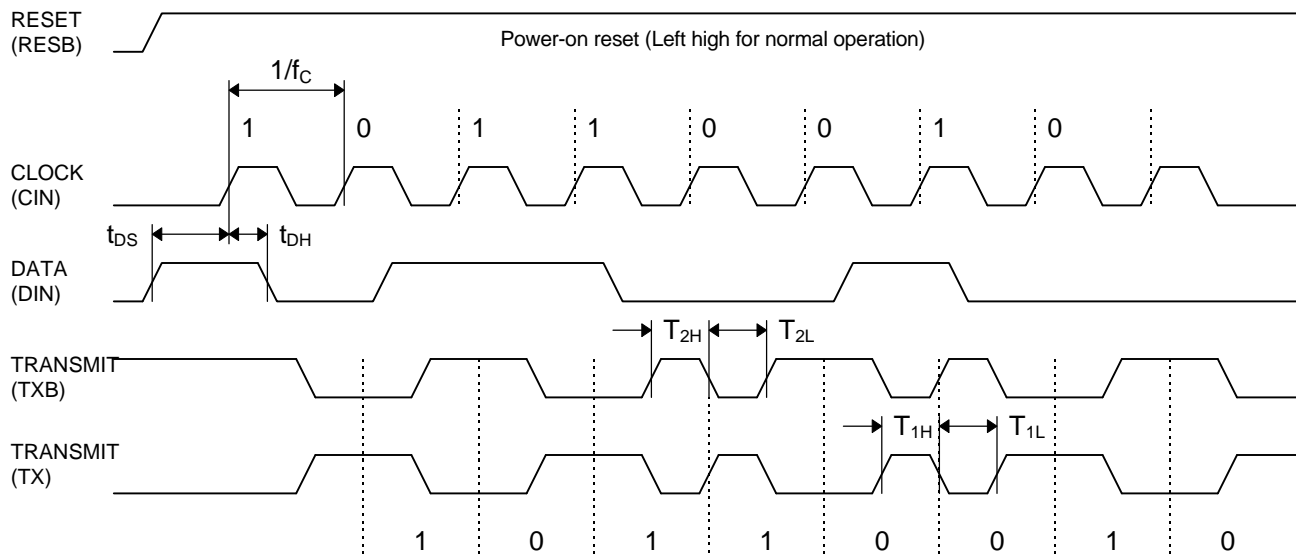 RESET
(RESB)
Power-on reset (Left high for normal operation)
1/fC
1 0 1 1 0 0 1 0
CLOCK
(CIN)
tDS
tDH
DATA
(DIN)
T2H
T2L
TRANSMIT
(TXB)
T1H
T1L
TRANSMIT
(TX)
1 0 1 1 0 0 1 0